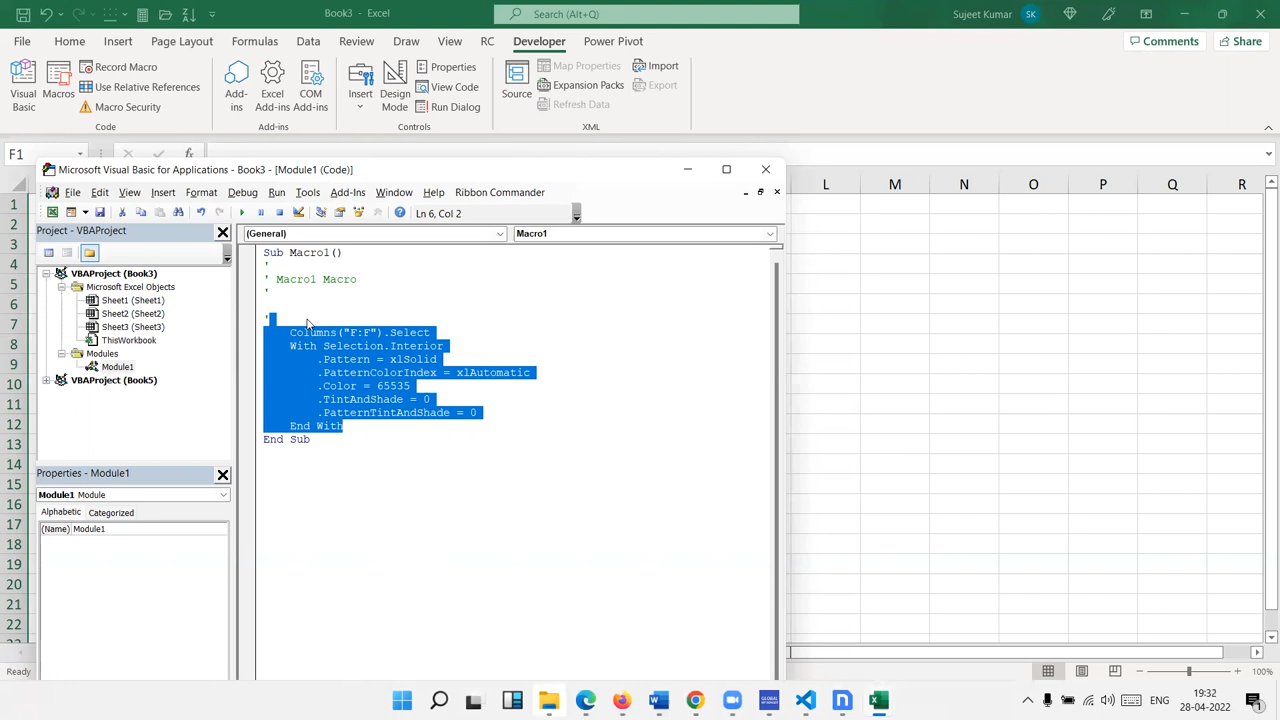 Book3 - Excel
Search (Alt+Q)
Sujeet Kumar
SK
File Home Insert Page Layout Formulas Data Review Draw View RC Developer Power Pivot
Comments
Share
Visual Basic
Macros
Record Macro
Use Relative References
Macro Security
Code
Add-ins
Excel Add-ins
COM Add-ins
Add-ins
Insert
Design Mode
Properties
View Code
Run Dialog
Controls
Source
Map Properties
Expansion Packs
Refresh Data
Import
Export
XML
F1
fx
Microsoft Visual Basic for Applications - Book3 - [Module1 (Code)]
File Edit View Insert Format Debug Run Tools Add-Ins Window Help Ribbon Commander
Ln 6, Col 2
Project - VBAProject
VBAProject (Book3)
Microsoft Excel Objects
Sheet1 (Sheet1)
Sheet2 (Sheet2)
Sheet3 (Sheet3)
ThisWorkbook
Modules
Module1
VBAProject (Book5)
Properties - Module1
Module1 Module
Alphabetic Categorized
(Name) Module1
(General)
Macro1
Sub Macro1()
'
' Macro1 Macro
'
'
Columns("F:F").Select
With Selection.Interior
.Pattern = xlSolid
.PatternColorIndex = xlAutomatic
.Color = 65535
.TintAndShade = 0
.PatternTintAndShade = 0
End With
End Sub
L M N O P Q R
1
2
3
4
5
6
7
8
9
10
11
12
13
14
15
16
17
18
19
20
21
22
Ready
100%
ENG
19:32
28-04-2022